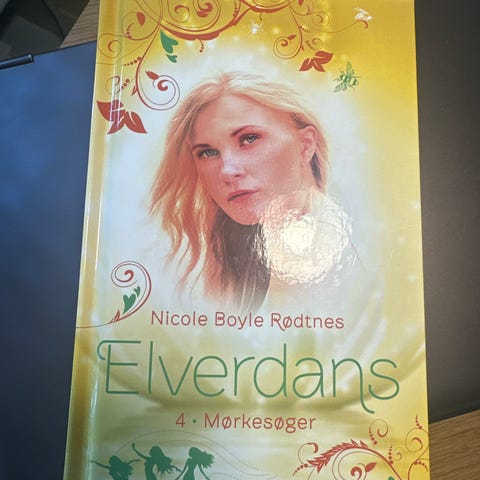 Nicole Boyle Rødtnes
Elverdans
4 • Mørkesøger